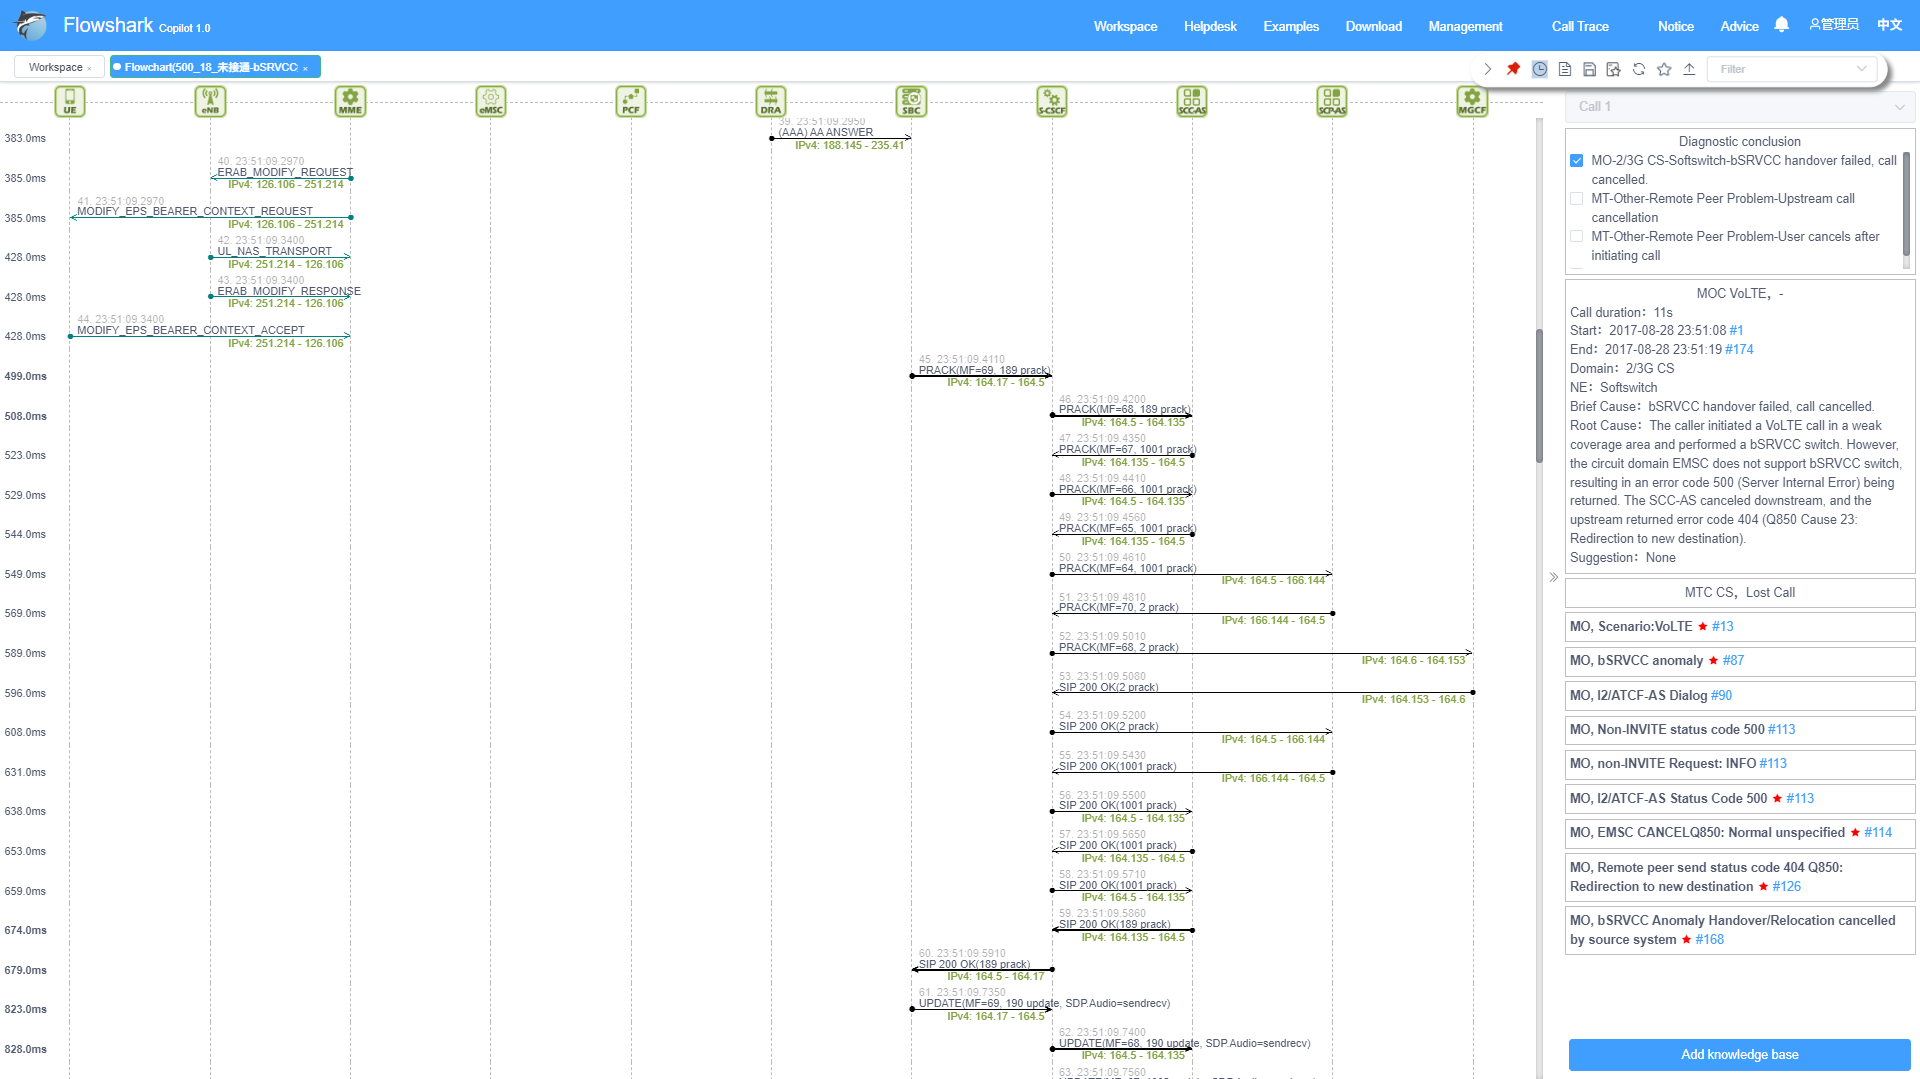 Flowshark Copilot 1.0
Workspace Helpdesk Examples Download Management Call Trace Notice Advice 管理员 中文
Workspace × Flowchart(500_18_未接通-bSRVCC ×
Filter
UE eNB MME eMSC PCF DRA SBC S-CSCF SCC-AS SCP-AS MGCF
39. 23:51:09.2950
383.0ms (AAA) AA ANSWER
IPv4: 188.145 - 235.41
40. 23:51:09.2970
385.0ms ERAB_MODIFY_REQUEST
IPv4: 126.106 - 251.214
41. 23:51:09.2970
385.0ms MODIFY_EPS_BEARER_CONTEXT_REQUEST
IPv4: 126.106 - 251.214
42. 23:51:09.3400
428.0ms UL_NAS_TRANSPORT
IPv4: 251.214 - 126.106
43. 23:51:09.3400
428.0ms ERAB_MODIFY_RESPONSE
IPv4: 251.214 - 126.106
44. 23:51:09.3400
428.0ms MODIFY_EPS_BEARER_CONTEXT_ACCEPT
IPv4: 251.214 - 126.106
45. 23:51:09.4110
499.0ms PRACK(MF=69, 189 prack)
IPv4: 164.17 - 164.5
46. 23:51:09.4200
508.0ms PRACK(MF=68, 189 prack)
IPv4: 164.5 - 164.135
47. 23:51:09.4350
523.0ms PRACK(MF=67, 1001 prack)
IPv4: 164.135 - 164.5
48. 23:51:09.4410
529.0ms PRACK(MF=66, 1001 prack)
IPv4: 164.5 - 164.135
49. 23:51:09.4560
544.0ms PRACK(MF=65, 1001 prack)
IPv4: 164.135 - 164.5
50. 23:51:09.4610
549.0ms PRACK(MF=64, 1001 prack)
IPv4: 164.5 - 166.144
51. 23:51:09.4810
569.0ms PRACK(MF=70, 2 prack)
IPv4: 166.144 - 164.5
52. 23:51:09.5010
589.0ms PRACK(MF=68, 2 prack)
IPv4: 164.6 - 164.153
53. 23:51:09.5080
596.0ms SIP 200 OK(2 prack)
IPv4: 164.153 - 164.6
54. 23:51:09.5200
608.0ms SIP 200 OK(2 prack)
IPv4: 164.5 - 166.144
55. 23:51:09.5430
631.0ms SIP 200 OK(1001 prack)
IPv4: 166.144 - 164.5
56. 23:51:09.5500
638.0ms SIP 200 OK(1001 prack)
IPv4: 164.5 - 164.135
57. 23:51:09.5650
653.0ms SIP 200 OK(1001 prack)
IPv4: 164.135 - 164.5
58. 23:51:09.5710
659.0ms SIP 200 OK(1001 prack)
IPv4: 164.5 - 164.135
59. 23:51:09.5860
674.0ms SIP 200 OK(189 prack)
IPv4: 164.135 - 164.5
60. 23:51:09.5910
679.0ms SIP 200 OK(189 prack)
IPv4: 164.5 - 164.17
61. 23:51:09.7350
823.0ms UPDATE(MF=69, 190 update, SDP.Audio=sendrecv)
IPv4: 164.17 - 164.5
62. 23:51:09.7400
828.0ms UPDATE(MF=68, 190 update, SDP.Audio=sendrecv)
IPv4: 164.5 - 164.135
63. 23:51:09.7560
Call 1
Diagnostic conclusion
MO-2/3G CS-Softswitch-bSRVCC handover failed, call
cancelled.
MT-Other-Remote Peer Problem-Upstream call
cancellation
MT-Other-Remote Peer Problem-User cancels after
initiating call
MOC VoLTE，-
Call duration：11s
Start：2017-08-28 23:51:08 #1
End：2017-08-28 23:51:19 #174
Domain：2/3G CS
NE：Softswitch
Brief Cause：bSRVCC handover failed, call cancelled.
Root Cause：The caller initiated a VoLTE call in a weak
coverage area and performed a bSRVCC switch. However,
the circuit domain EMSC does not support bSRVCC switch,
resulting in an error code 500 (Server Internal Error) being
returned. The SCC-AS canceled downstream, and the
upstream returned error code 404 (Q850 Cause 23:
Redirection to new destination).
Suggestion：None
MTC CS，Lost Call
MO, Scenario:VoLTE ★ #13
MO, bSRVCC anomaly ★ #87
MO, I2/ATCF-AS Dialog #90
MO, Non-INVITE status code 500 #113
MO, non-INVITE Request: INFO #113
MO, I2/ATCF-AS Status Code 500 ★ #113
MO, EMSC CANCELQ850: Normal unspecified ★ #114
MO, Remote peer send status code 404 Q850:
Redirection to new destination ★ #126
MO, bSRVCC Anomaly Handover/Relocation cancelled
by source system ★ #168
Add knowledge base